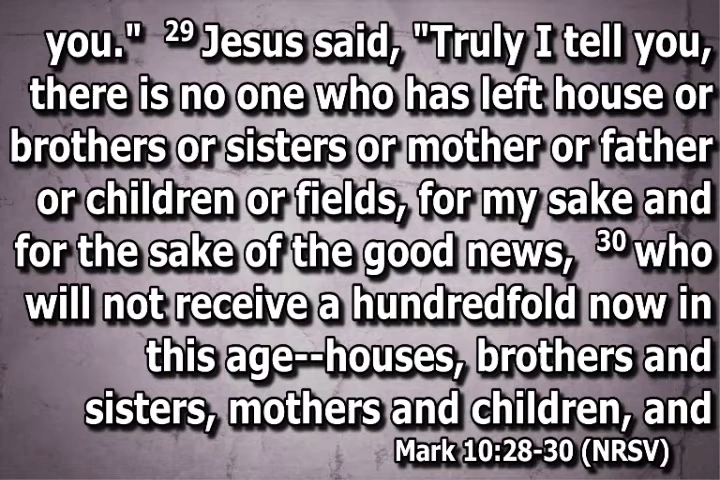 you." 29 Jesus said, "Truly I tell you,
there is no one who has left house or
brothers or sisters or mother or father
or children or fields, for my sake and
for the sake of the good news, 30 who
will not receive a hundredfold now in
this age--houses, brothers and
sisters, mothers and children, and
Mark 10:28-30 (NRSV)